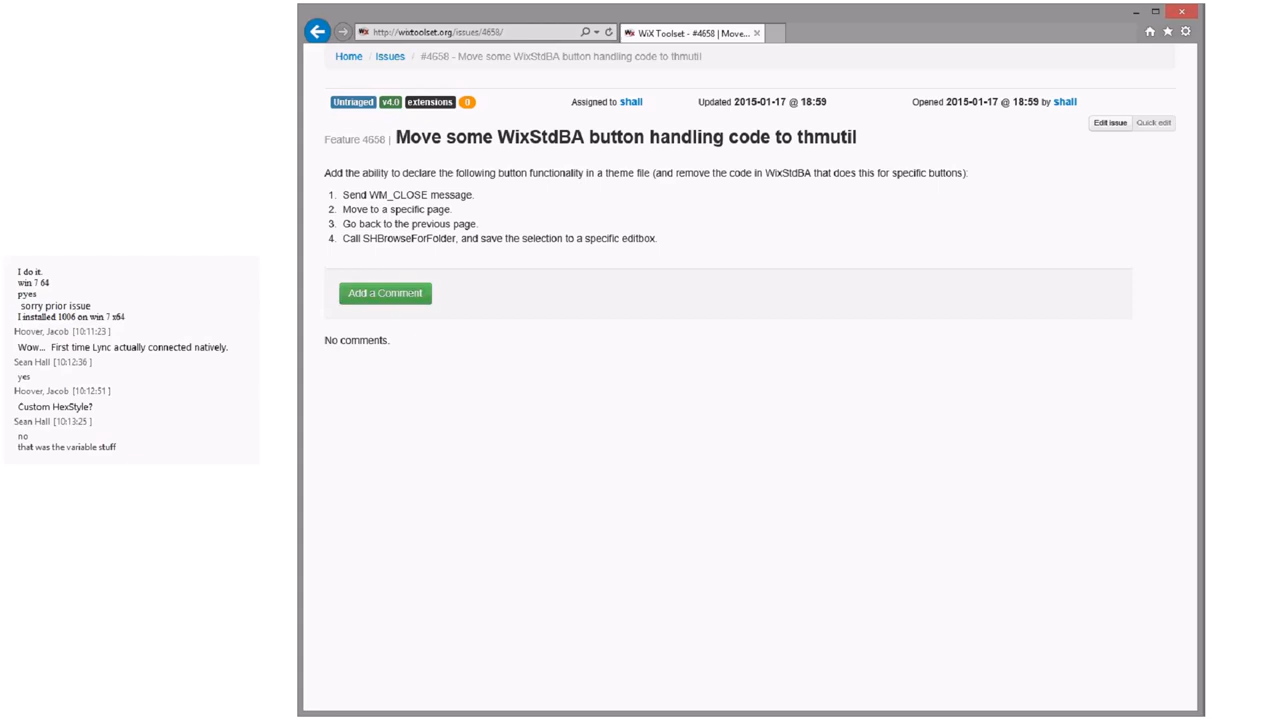 I do it.
win 7 64
pyes
sorry prior issue
I installed 1006 on win 7 x64
Hoover, Jacob [10:11:23 ]
Wow... First time Lync actually connected natively.
Sean Hall [10:12:36 ]
yes
Hoover, Jacob [10:12:51 ]
Custom HexStyle?
Sean Hall [10:13:25 ]
no
that was the variable stuff
http://wixtoolset.org/issues/4658/
WiX Toolset - #4658 | Move...
Home / Issues / #4658 - Move some WixStdBA button handling code to thmutil
Untriaged v4.0 extensions 0 Assigned to shall Updated 2015-01-17 @ 18:59 Opened 2015-01-17 @ 18:59 by shall
Edit issue Quick edit
Feature 4658 | Move some WixStdBA button handling code to thmutil
Add the ability to declare the following button functionality in a theme file (and remove the code in WixStdBA that does this for specific buttons):
1. Send WM_CLOSE message.
2. Move to a specific page.
3. Go back to the previous page.
4. Call SHBrowseForFolder, and save the selection to a specific editbox.
Add a Comment
No comments.